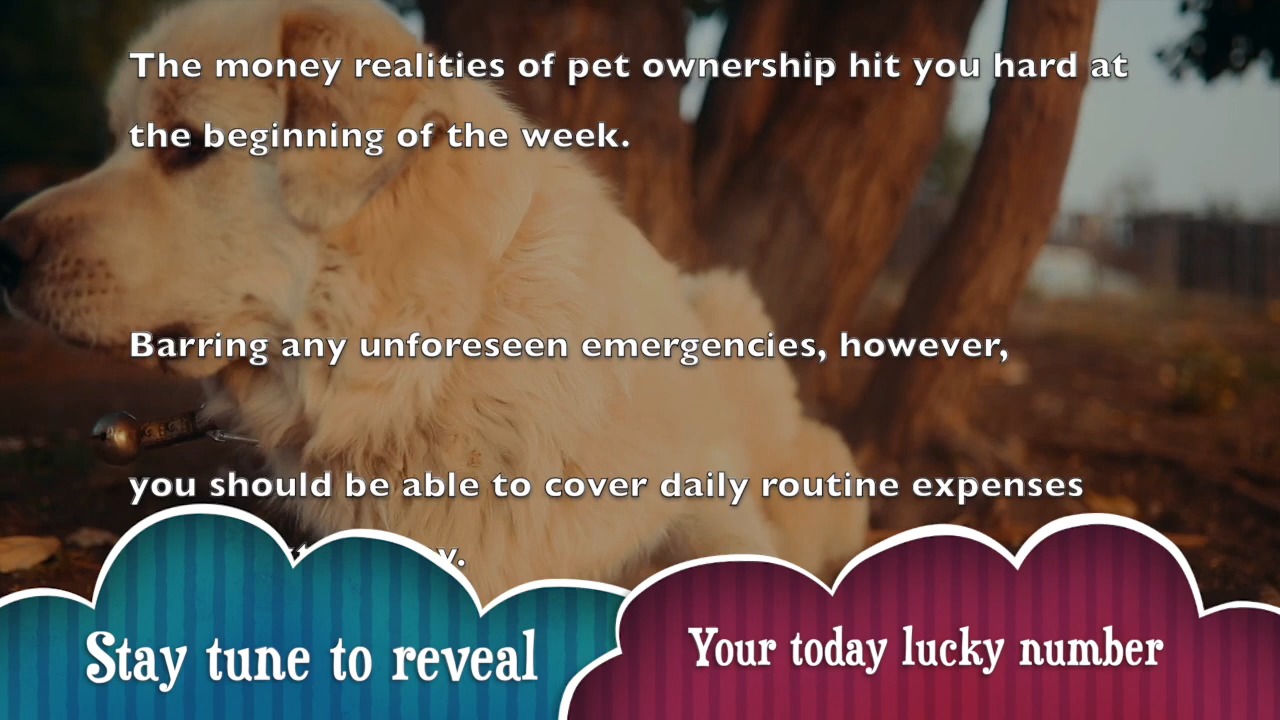 The money realities of pet ownership hit you hard at
the beginning of the week.
Barring any unforeseen emergencies, however,
you should be able to cover daily routine expenses
Stay tune to reveal
Your today lucky number